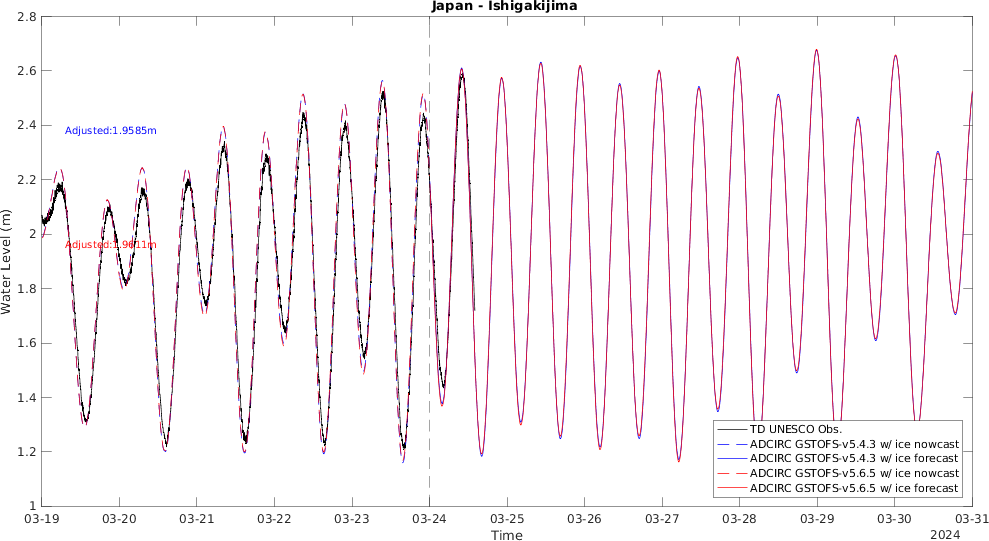 Japan - Ishigakijima
2.8
2.6
2.4
2.2
2
1.8
1.6
1.4
1.2
1
Water Level (m)
Adjusted:1.9585m
Adjusted:1.9611m
TD UNESCO Obs.
ADCIRC GSTOFS-v5.4.3 w/ ice nowcast
ADCIRC GSTOFS-v5.4.3 w/ ice forecast
ADCIRC GSTOFS-v5.6.5 w/ ice nowcast
ADCIRC GSTOFS-v5.6.5 w/ ice forecast
03-19 03-20 03-21 03-22 03-23 03-24 03-25 03-26 03-27 03-28 03-29 03-30 03-31
Time
2024